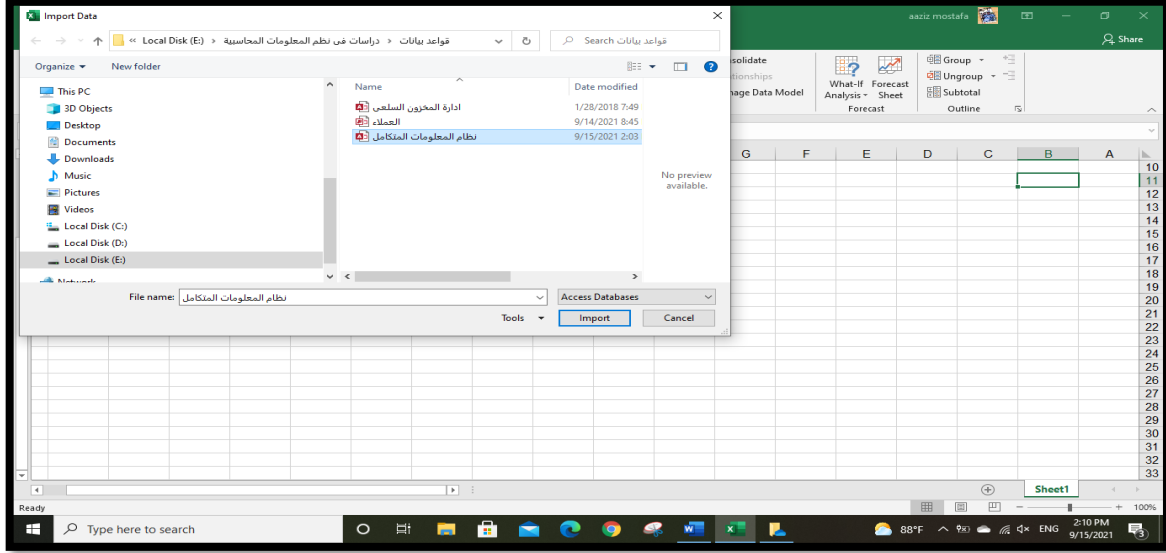 Import Data
aaziz mostafa
« Local Disk (E:) › دراسات فى نظم المعلومات المحاسبية › قواعد بيانات
Search قواعد بيانات
Share
Organize
New folder
Name
Date modified
This PC
3D Objects
Desktop
Documents
Downloads
Music
Pictures
Videos
Local Disk (C:)
Local Disk (D:)
Local Disk (E:)
Network
ادارة المخزون السلعى
1/28/2018 7:49
العملاء
9/14/2021 8:45
نظام المعلومات المتكامل
9/15/2021 2:03
No preview available.
File name: نظام المعلومات المتكامل
Access Databases
Tools
Import
Cancel
nage Data Model
What-If Analysis
Forecast Sheet
Forecast
Group
Ungroup
Subtotal
Outline
G F E D C B A
10
11
12
13
14
15
16
17
18
19
20
21
22
23
24
25
26
27
28
29
30
31
32
33
Sheet1
Ready
100%
Type here to search
88°F
ENG
2:10 PM
9/15/2021